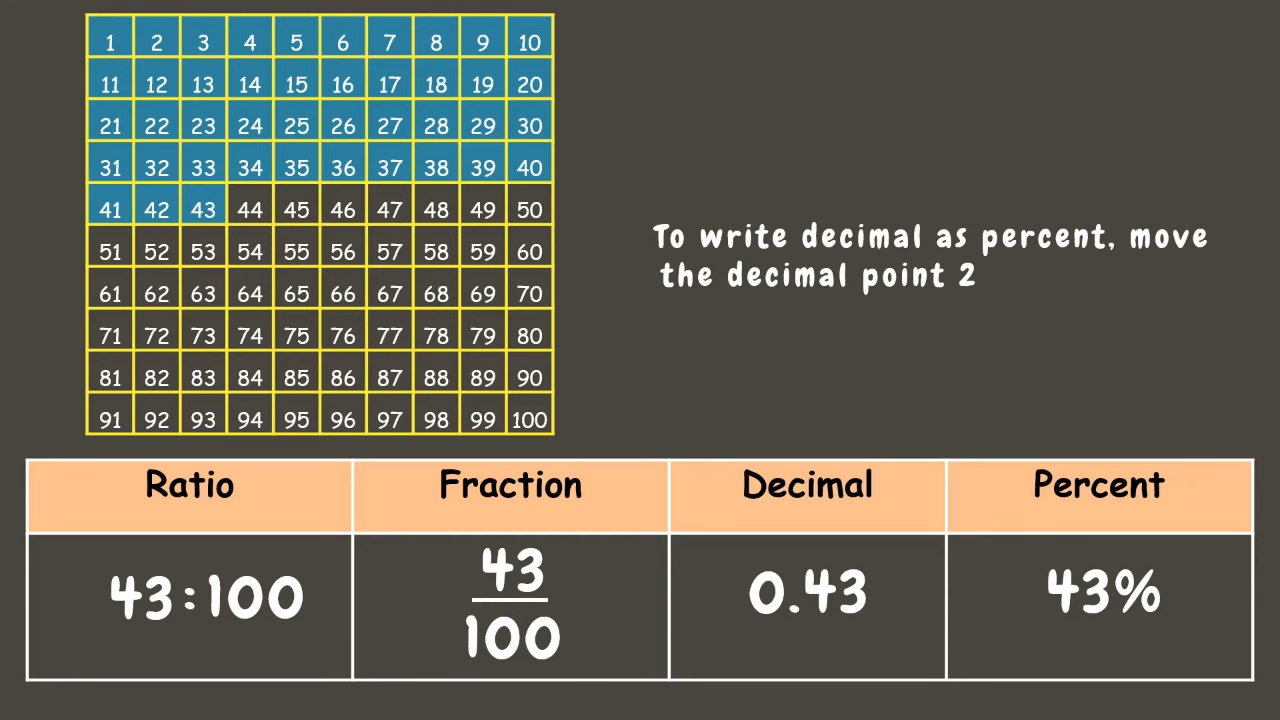 1 2 3 4 5 6 7 8 9 10
11 12 13 14 15 16 17 18 19 20
21 22 23 24 25 26 27 28 29 30
31 32 33 34 35 36 37 38 39 40
41 42 43 44 45 46 47 48 49 50
51 52 53 54 55 56 57 58 59 60
61 62 63 64 65 66 67 68 69 70
71 72 73 74 75 76 77 78 79 80
81 82 83 84 85 86 87 88 89 90
91 92 93 94 95 96 97 98 99 100
To write decimal as percent, move
the decimal point 2
Ratio Fraction Decimal Percent
43:100 43/100 0.43 43%